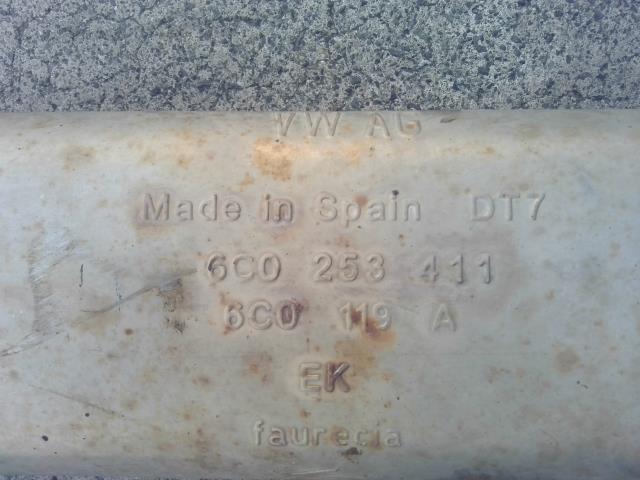 VW AG
Made in Spain DT7
6C0 253 411
6C0 119 A
EK
faurecia